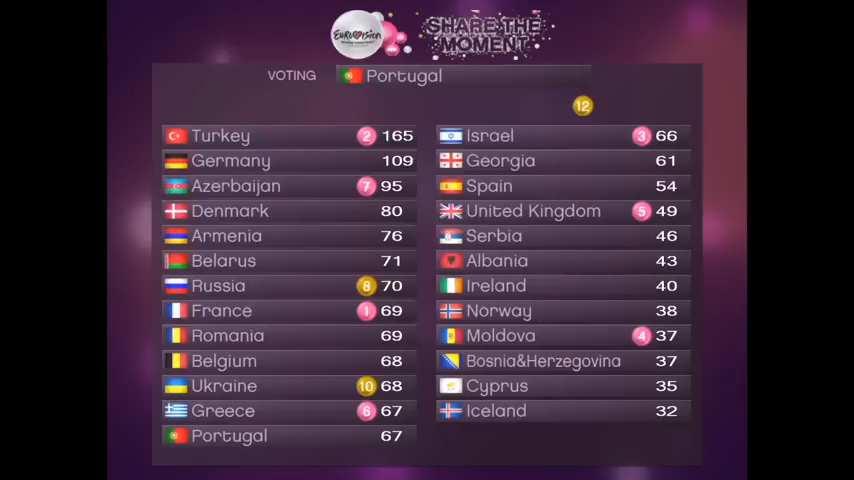 EUROVISION
SHARE THE
MOMENT
VOTING Portugal
12
Turkey 2 165
Germany 109
Azerbaijan 7 95
Denmark 80
Armenia 76
Belarus 71
Russia 8 70
France 1 69
Romania 69
Belgium 68
Ukraine 10 68
Greece 6 67
Portugal 67
Israel 3 66
Georgia 61
Spain 54
United Kingdom 5 49
Serbia 46
Albania 43
Ireland 40
Norway 38
Moldova 4 37
Bosnia&Herzegovina 37
Cyprus 35
Iceland 32